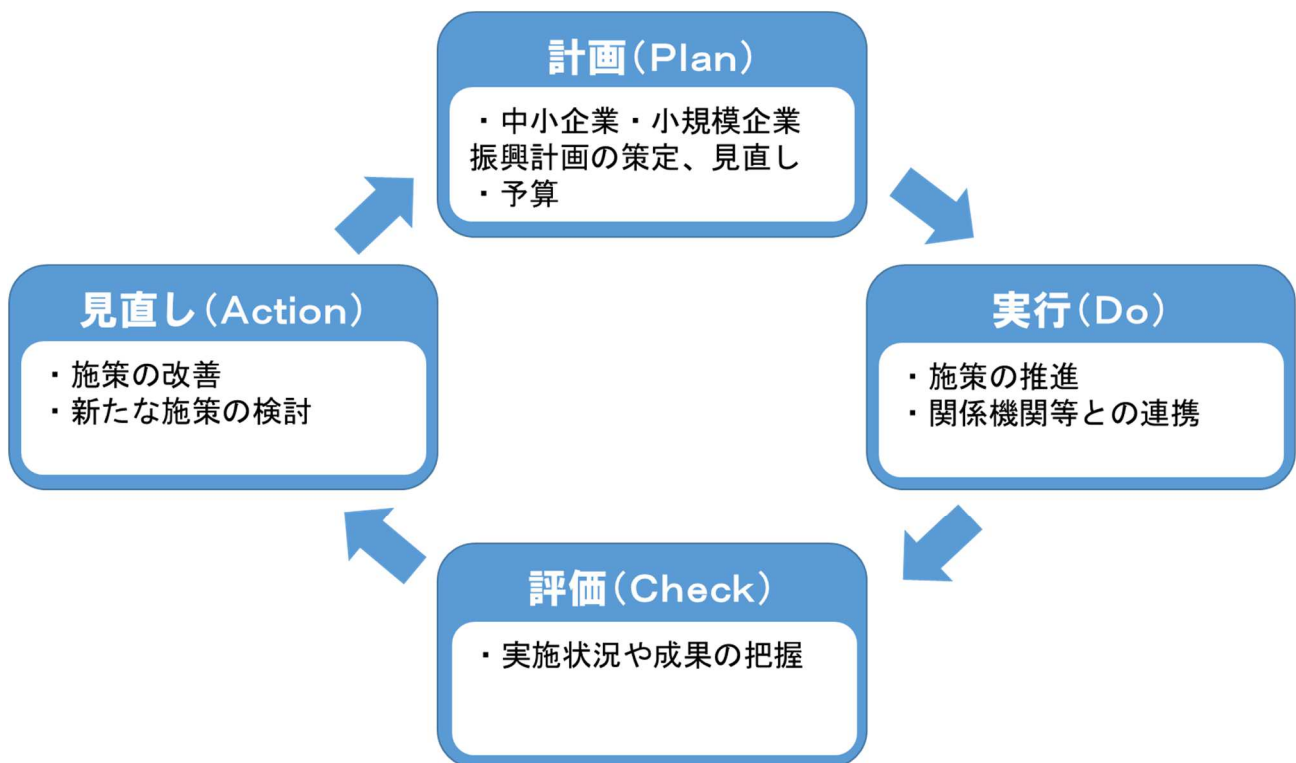 計画（Plan）
・中小企業・小規模企業
振興計画の策定、見直し
・予算
実行（Do）
・施策の推進
・関係機関等との連携
評価（Check）
・実施状況や成果の把握
見直し（Action）
・施策の改善
・新たな施策の検討